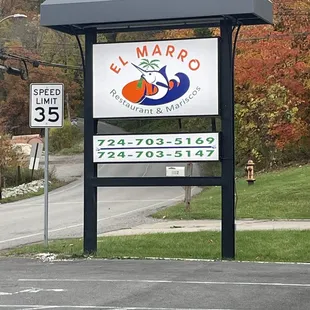 EL MARRO
Restaurant & Mariscos
724-703-5169
724-703-5147
SPEED
LIMIT
35